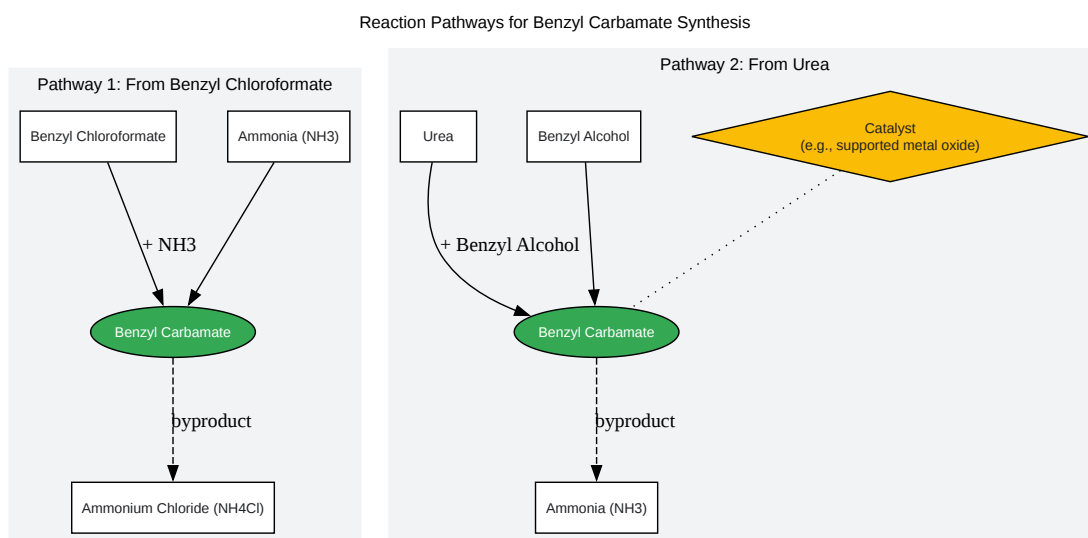 Reaction Pathways for Benzyl Carbamate Synthesis
Pathway 1: From Benzyl Chloroformate
Benzyl Chloroformate
Ammonia (NH3)
+ NH3
Benzyl Carbamate
byproduct
Ammonium Chloride (NH4Cl)
Pathway 2: From Urea
Urea
Benzyl Alcohol
Catalyst
(e.g., supported metal oxide)
+ Benzyl Alcohol
Benzyl Carbamate
byproduct
Ammonia (NH3)